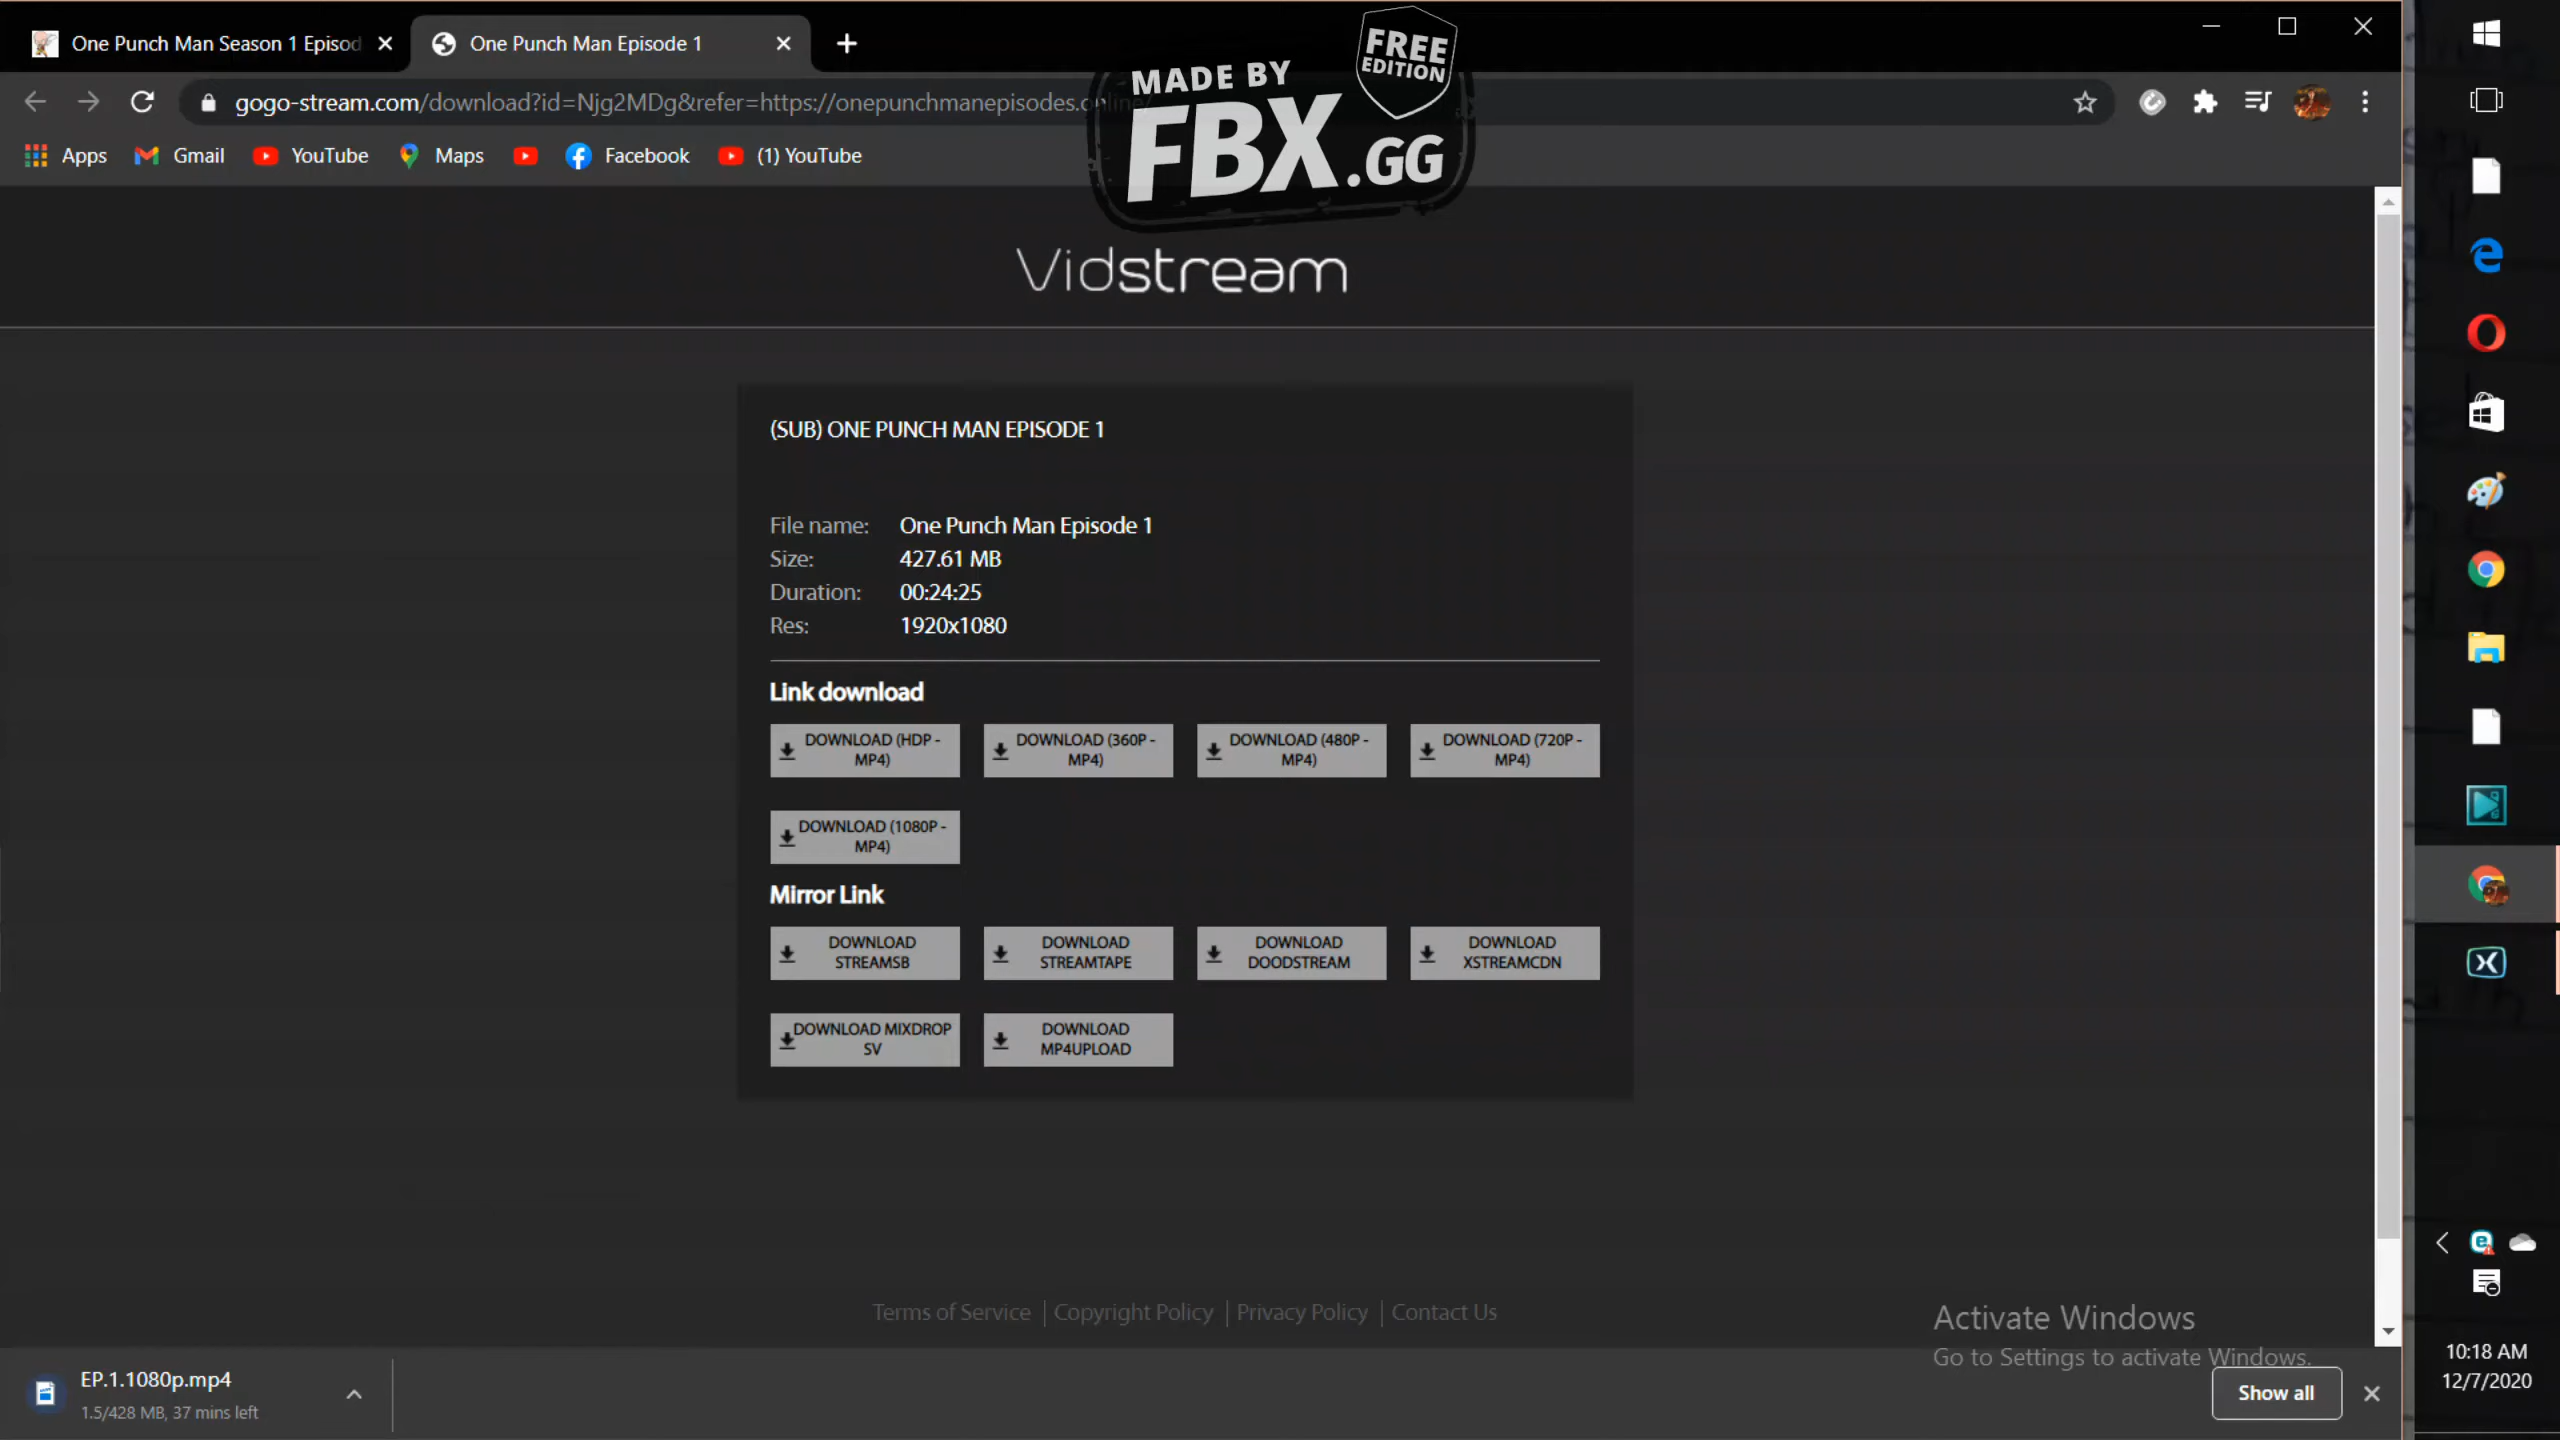 One Punch Man Season 1 Episod
One Punch Man Episode 1
FREE
EDITION
MADE BY
FBX.GG
gogo-stream.com/download?id=Njg2MDg&refer=https://onepunchmanepisodes.online/
Apps
Gmail
YouTube
Maps
Facebook
(1) YouTube
Vidstream
(SUB) ONE PUNCH MAN EPISODE 1
File name: One Punch Man Episode 1
Size: 427.61 MB
Duration: 00:24:25
Res: 1920x1080
Link download
DOWNLOAD (HDP -
MP4)
DOWNLOAD (360P -
MP4)
DOWNLOAD (480P -
MP4)
DOWNLOAD (720P -
MP4)
DOWNLOAD (1080P -
MP4)
Mirror Link
DOWNLOAD
STREAMSB
DOWNLOAD
STREAMTAPE
DOWNLOAD
DOODSTREAM
DOWNLOAD
XSTREAMCDN
DOWNLOAD MIXDROP
SV
DOWNLOAD
MP4UPLOAD
Terms of Service | Copyright Policy | Privacy Policy | Contact Us
Activate Windows
Go to Settings to activate Windows.
EP.1.1080p.mp4
1.5/428 MB, 37 mins left
Show all
10:18 AM
12/7/2020